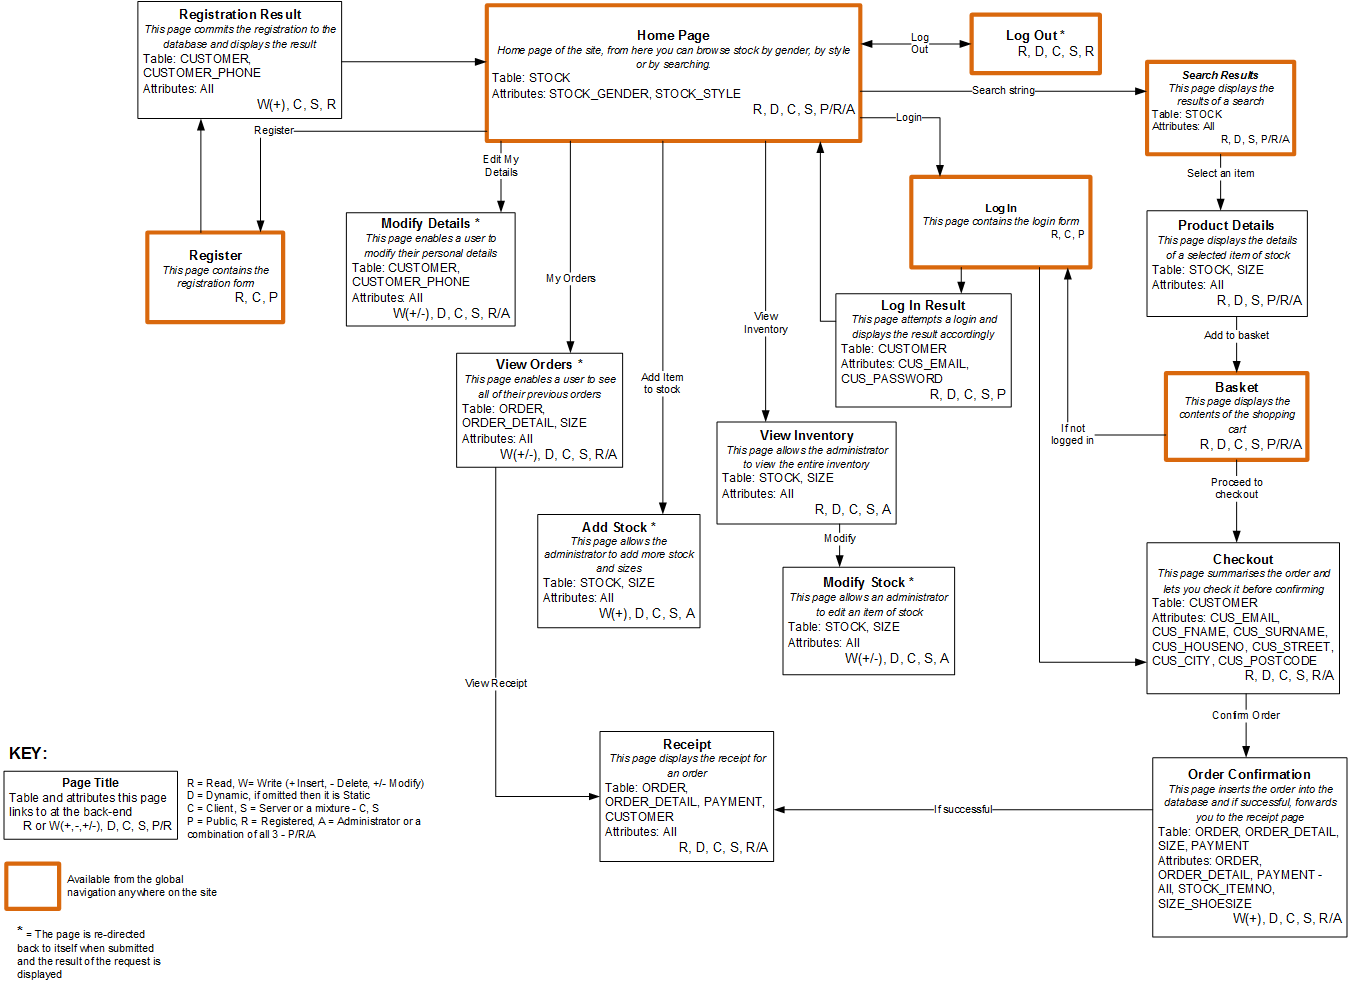 Registration Result
This page commits the registration to the
database and displays the result
Table: CUSTOMER,
CUSTOMER_PHONE
Attributes: All
W(+), C, S, R
Home Page
Home page of the site, from here you can browse stock by gender, by style
or by searching.
Table: STOCK
Attributes: STOCK_GENDER, STOCK_STYLE
R, D, C, S, P/R/A
Log
Out
Log Out *
R, D, C, S, R
Search string
Search Results
This page displays the
results of a search
Table: STOCK
Attributes: All
R, D, S, P/R/A
Register
Login
Edit My
Details
Select an item
Register
This page contains the
registration form
R, C, P
Modify Details *
This page enables a user to
modify their personal details
Table: CUSTOMER,
CUSTOMER_PHONE
Attributes: All
W(+/-), D, C, S, R/A
My Orders
Log In
This page contains the login form
R, C, P
Product Details
This page displays the details
of a selected item of stock
Table: STOCK, SIZE
Attributes: All
R, D, S, P/R/A
View
Inventory
Log In Result
This page attempts a login and
displays the result accordingly
Table: CUSTOMER
Attributes: CUS_EMAIL,
CUS_PASSWORD
R, D, C, S, P
Add to basket
View Orders *
This page enables a user to see
all of their previous orders
Table: ORDER,
ORDER_DETAIL, SIZE
Attributes: All
W(+/-), D, C, S, R/A
Add Item
to stock
Basket
This page displays the
contents of the shopping
cart
R, D, C, S, P/R/A
If not
logged in
View Inventory
This page allows the administrator
to view the entire inventory
Table: STOCK, SIZE
Attributes: All
R, D, C, S, A
Proceed to
checkout
Add Stock *
This page allows the
administrator to add more stock
and sizes
Table: STOCK, SIZE
Attributes: All
W(+), D, C, S, A
Modify
Modify Stock *
This page allows an administrator
to edit an item of stock
Table: STOCK, SIZE
Attributes: All
W(+/-), D, C, S, A
Checkout
This page summarises the order and
lets you check it before confirming
Table: CUSTOMER
Attributes: CUS_EMAIL,
CUS_FNAME, CUS_SURNAME,
CUS_HOUSENO, CUS_STREET,
CUS_CITY, CUS_POSTCODE
R, D, C, S, R/A
View Receipt
Confirm Order
Receipt
This page displays the receipt for
an order
Table: ORDER,
ORDER_DETAIL, PAYMENT,
CUSTOMER
Attributes: All
R, D, C, S, R/A
If successful
Order Confirmation
This page inserts the order into the
database and if successful, forwards
you to the receipt page
Table: ORDER, ORDER_DETAIL,
SIZE, PAYMENT
Attributes: ORDER,
ORDER_DETAIL, PAYMENT -
All, STOCK_ITEMNO,
SIZE_SHOESIZE
W(+), D, C, S, R/A
KEY:
Page Title
Table and attributes this page
links to at the back-end
R or W(+,-,+/-), D, C, S, P/R
R = Read, W= Write (+ Insert, - Delete, +/- Modify)
D = Dynamic, if omitted then it is Static
C = Client, S = Server or a mixture - C, S
P = Public, R = Registered, A = Administrator or a
combination of all 3 - P/R/A
Available from the global
navigation anywhere on the site
* = The page is re-directed
back to itself when submitted
and the result of the request is
displayed